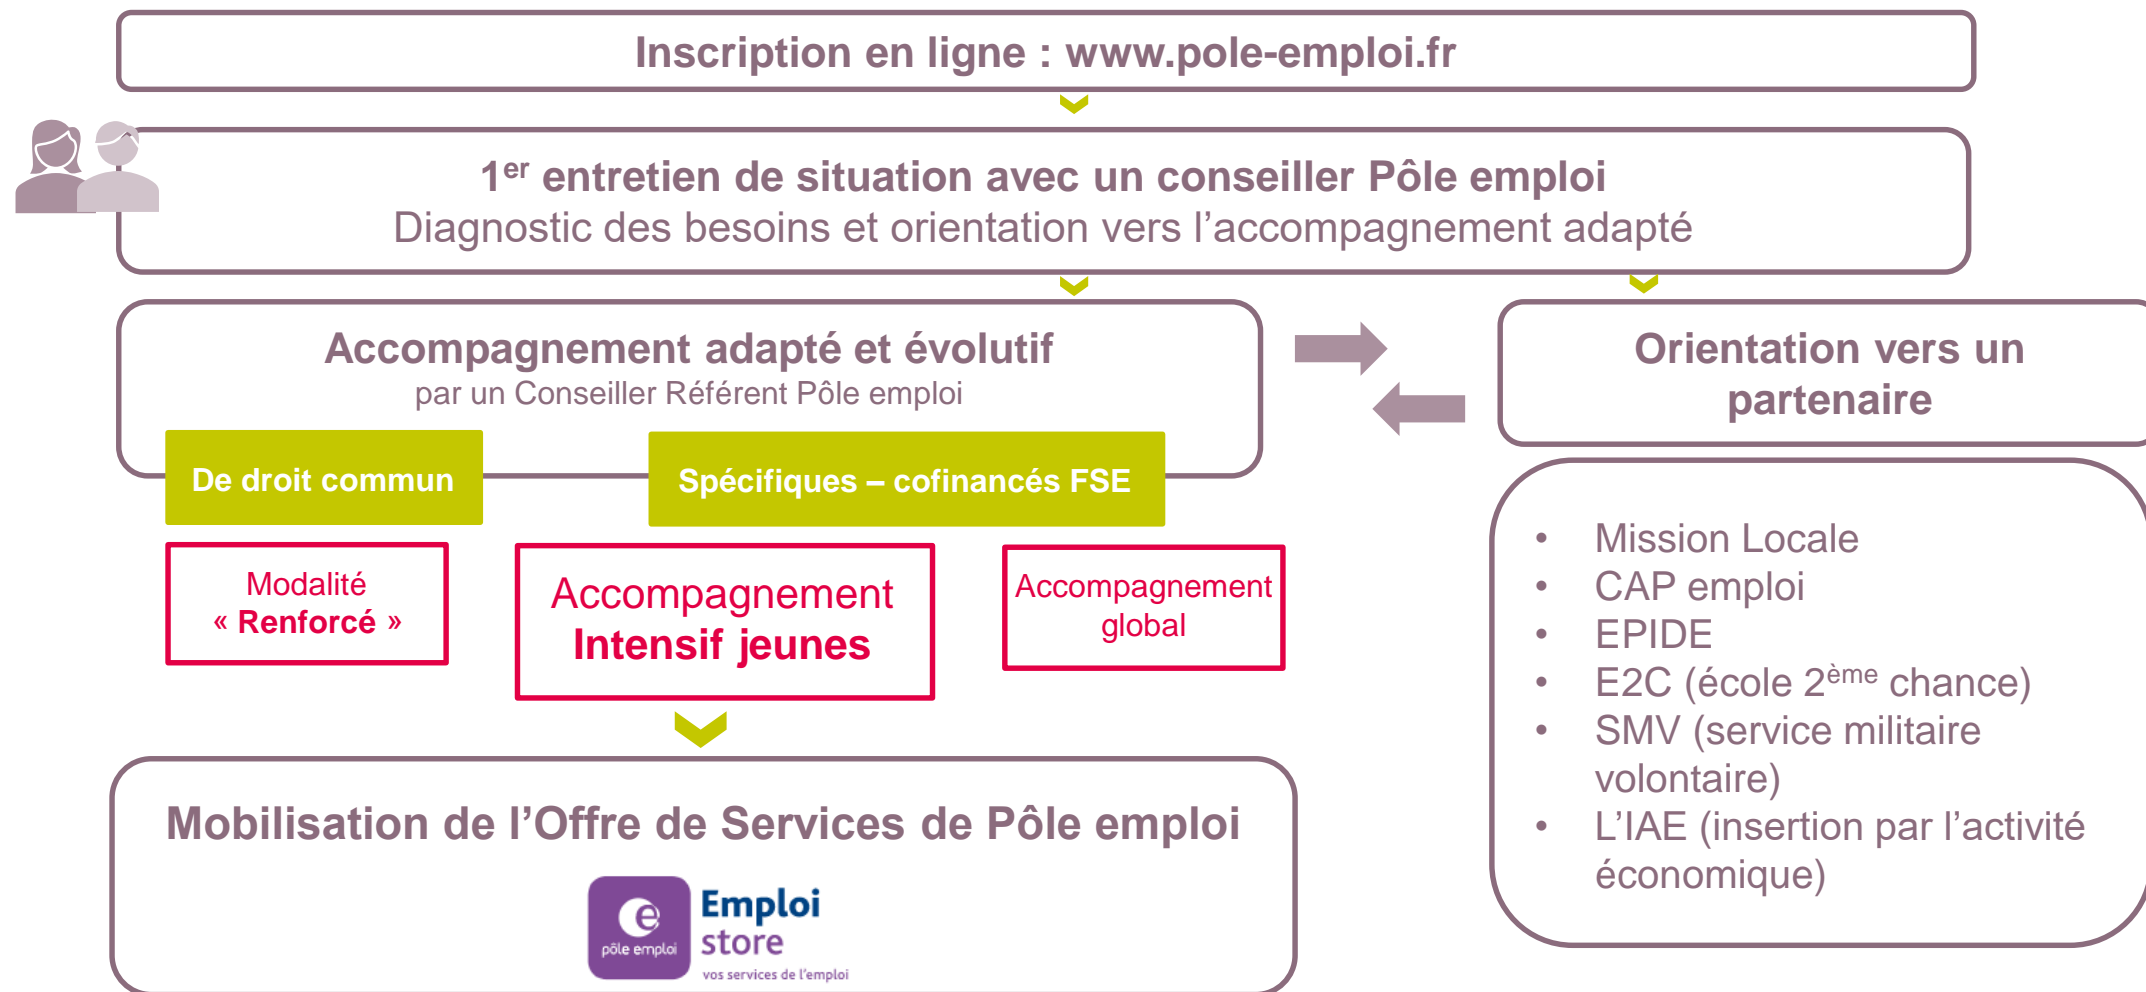 Inscription en ligne : www.pole-emploi.fr
1er entretien de situation avec un conseiller Pôle emploi
Diagnostic des besoins et orientation vers l’accompagnement adapté
Accompagnement adapté et évolutif
par un Conseiller Référent Pôle emploi
De droit commun
Spécifiques – cofinancés FSE
Modalité
« Renforcé »
Accompagnement
Intensif jeunes
Accompagnement
global
Mobilisation de l’Offre de Services de Pôle emploi
pôle emploi
Emploi
store
vos services de l’emploi
Orientation vers un
partenaire
• Mission Locale
• CAP emploi
• EPIDE
• E2C (école 2ème chance)
• SMV (service militaire
volontaire)
• L’IAE (insertion par l’activité
économique)